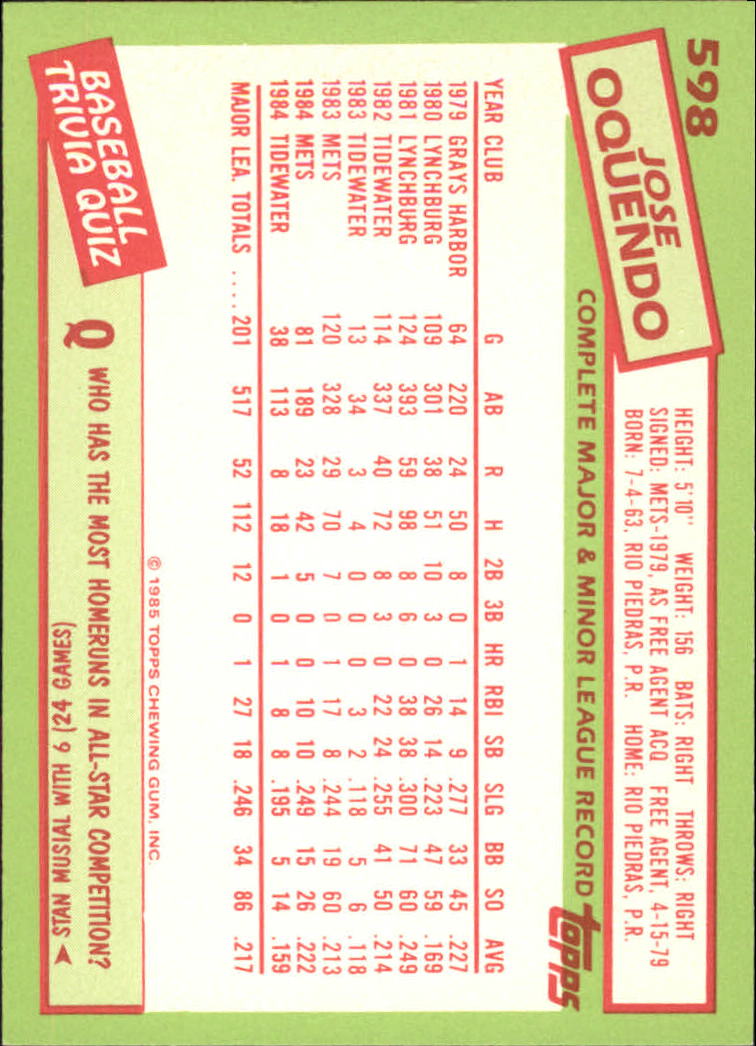 598
JOSE
OQUENDO
HEIGHT: 5'10" WEIGHT: 156 BATS: RIGHT THROWS: RIGHT
SIGNED: METS-1979, AS FREE AGENT ACQ FREE AGENT, 4-15-79
BORN: 7-4-63, RIO PIEDRAS, P.R. HOME: RIO PIEDRAS, P.R.
COMPLETE MAJOR & MINOR LEAGUE RECORD topps
YEAR CLUB G AB R H 2B 3B HR RBI SB SLG BB SO AVG
1979 GRAYS HARBOR 64 220 24 50 8 0 1 14 9 .277 33 45 .227
1980 LYNCHBURG 109 301 38 51 10 3 0 26 14 .223 47 59 .169
1981 LYNCHBURG 124 393 59 98 8 6 0 38 38 .300 71 60 .249
1982 TIDEWATER 114 337 40 72 8 3 0 22 24 .255 41 50 .214
1983 TIDEWATER 13 34 3 4 0 0 0 3 2 .118 5 6 .118
1983 METS 120 328 29 70 7 0 1 17 8 .244 19 60 .213
1984 METS 81 189 23 42 5 0 0 10 10 .249 15 26 .222
1984 TIDEWATER 38 113 8 18 1 0 1 8 8 .195 5 14 .159
MAJOR LEA. TOTALS .... 201 517 52 112 12 0 1 27 18 .246 34 86 .217
© 1985 TOPPS CHEWING GUM, INC.
BASEBALL
TRIVIA QUIZ
Q WHO HAS THE MOST HOMERUNS IN ALL-STAR COMPETITION?
STAN MUSIAL WITH 6 (24 GAMES) A